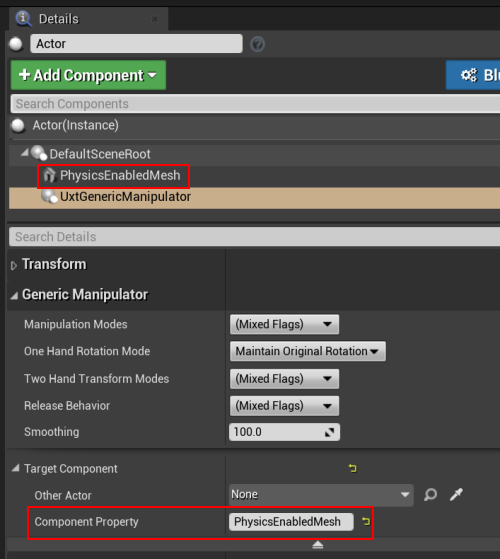 Details
Actor
+ Add Component
Blu
Search Components
Actor(Instance)
DefaultSceneRoot
PhysicsEnabledMesh
UxtGenericManipulator
Search Details
Transform
Generic Manipulator
Manipulation Modes (Mixed Flags)
One Hand Rotation Mode Maintain Original Rotation
Two Hand Transform Modes (Mixed Flags)
Release Behavior (Mixed Flags)
Smoothing 100.0
Target Component
Other Actor None
Component Property PhysicsEnabledMesh